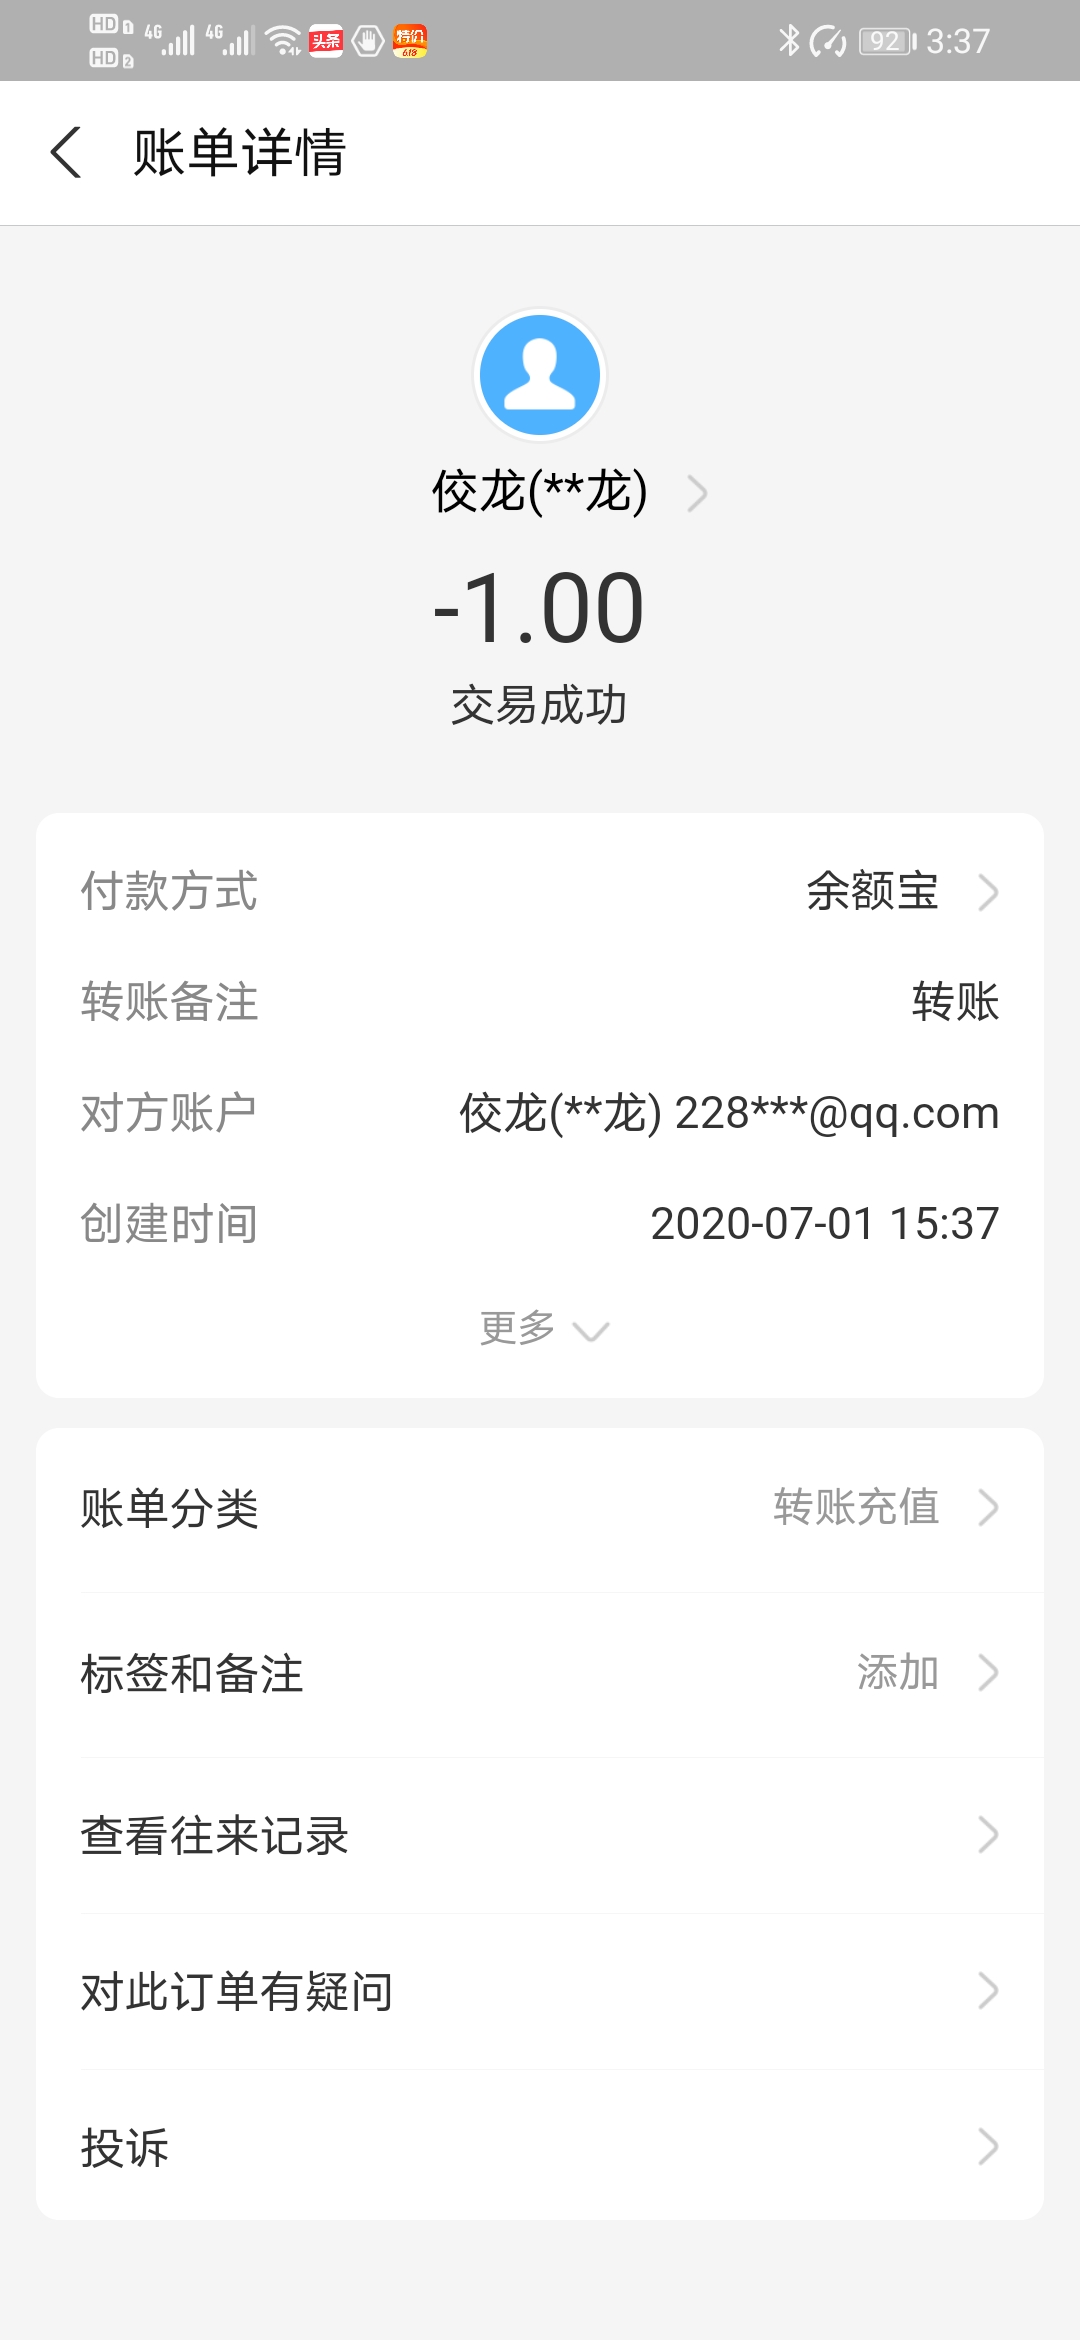 HD 1 4G 4G 头条 特价 6.18 92 3:37
HD 2
账单详情
佼龙(**龙)
-1.00
交易成功
付款方式 余额宝
转账备注 转账
对方账户 佼龙(**龙) 228***@qq.com
创建时间 2020-07-01 15:37
更多
账单分类 转账充值
标签和备注 添加
查看往来记录
对此订单有疑问
投诉